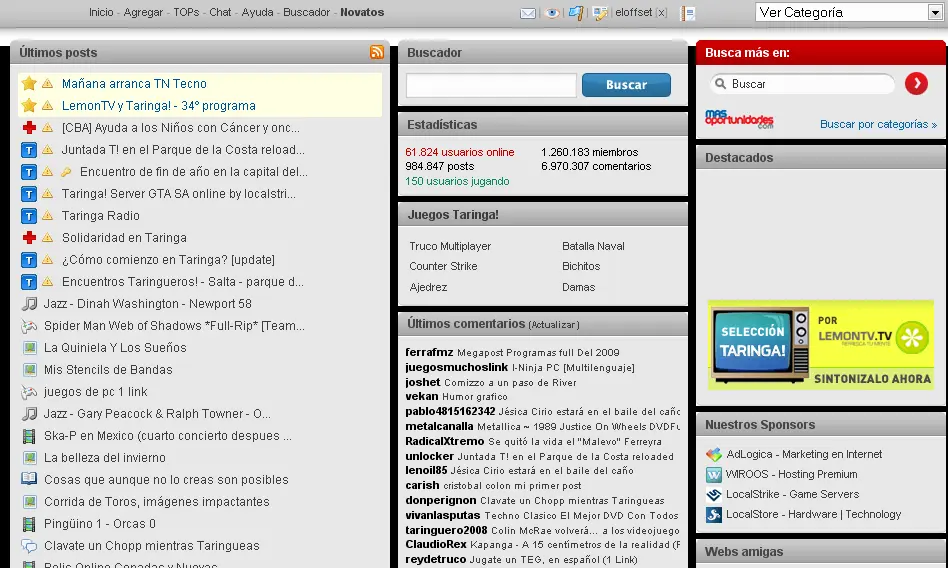 Inicio - Agregar - TOPs - Chat - Ayuda - Buscador - Novatos
eloffset [x]
Ver Categoría
Últimos posts
Mañana arranca TN Tecno
LemonTV y Taringa! - 34º programa
[CBA] Ayuda a los Niños con Cáncer y onc...
Juntada T! en el Parque de la Costa reload...
Encuentro de fin de año en la capital del...
Taringa! Server GTA SA online by localstri...
Taringa Radio
Solidaridad en Taringa
¿Cómo comienzo en Taringa? [update]
Encuentros Taringueros! - Salta - parque d...
Jazz - Dinah Washington - Newport 58
Spider Man Web of Shadows *Full-Rip* [Team...
La Quiniela Y Los Sueños
Mis Stencils de Bandas
juegos de pc 1 link
Jazz - Gary Peacock & Ralph Towner - O...
Ska-P en Mexico (cuarto concierto despues ...
La belleza del invierno
Cosas que aunque no lo creas son posibles
Corrida de Toros, imágenes impactantes
Pingüino 1 - Orcas 0
Clavate un Chopp mientras Taringueas
Buscador
Buscar
Estadísticas
61.824 usuarios online 1.260.183 miembros
984.847 posts 6.970.307 comentarios
150 usuarios jugando
Juegos Taringa!
Truco Multiplayer Batalla Naval
Counter Strike Bichitos
Ajedrez Damas
Últimos comentarios (Actualizar)
ferrafmz Megapost Programas full Del 2009
juegosmuchoslink I-Ninja PC [Multilenguaje]
joshet Comizzo a un paso de River
vekan Humor grafico
pablo4815162342 Jésica Cirio estará en el baile del caño
metalcanalla Metallica ~ 1989 Justice On Wheels DVDFu
RadicalXtremo Se quitó la vida el "Malevo" Ferreyra
unlocker Juntada T! en el Parque de la Costa reloaded
lenoil85 Jésica Cirio estará en el baile del caño
carish cristobal colon mi primer post
donperignon Clavate un Chopp mientras Taringueas
vivanlasputas Techno Clasico El Mejor DVD Con Todos
taringuero2008 Colin McRae volverá... a los videojuego
ClaudioRex Kapanga - A 15 centímetros de la realidad (F
reydetruco Jugate un TEG, en español (1 Link)
Busca más en:
Buscar
MAS oportunidades.com
Buscar por categorías »
Destacados
SELECCIÓN
TARINGA!
POR
LEMONTV.TV
SINTONIZALO AHORA
Nuestros Sponsors
AdLogica - Marketing en Internet
WIROOS - Hosting Premium
LocalStrike - Game Servers
LocalStore - Hardware | Technology
Webs amigas